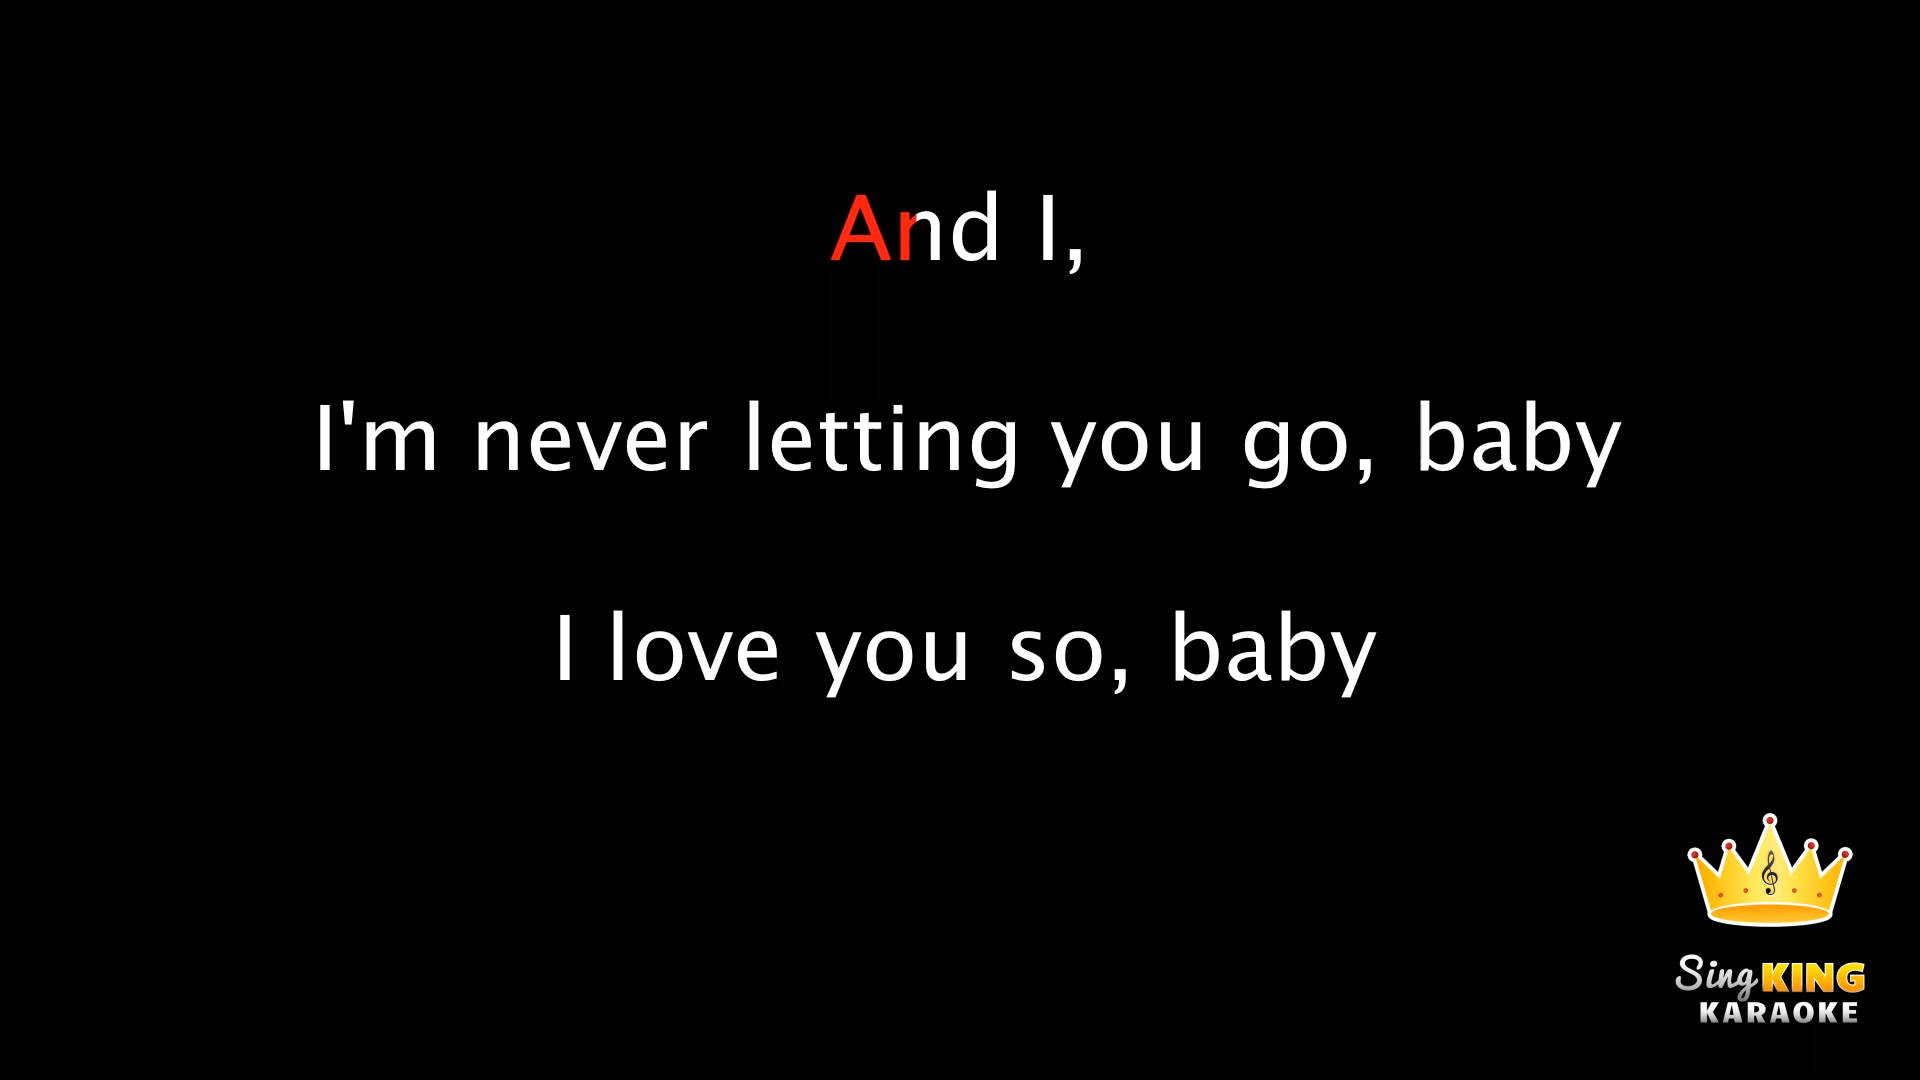 And I,
I'm never letting you go, baby
I love you so, baby
Sing KING
KARAOKE